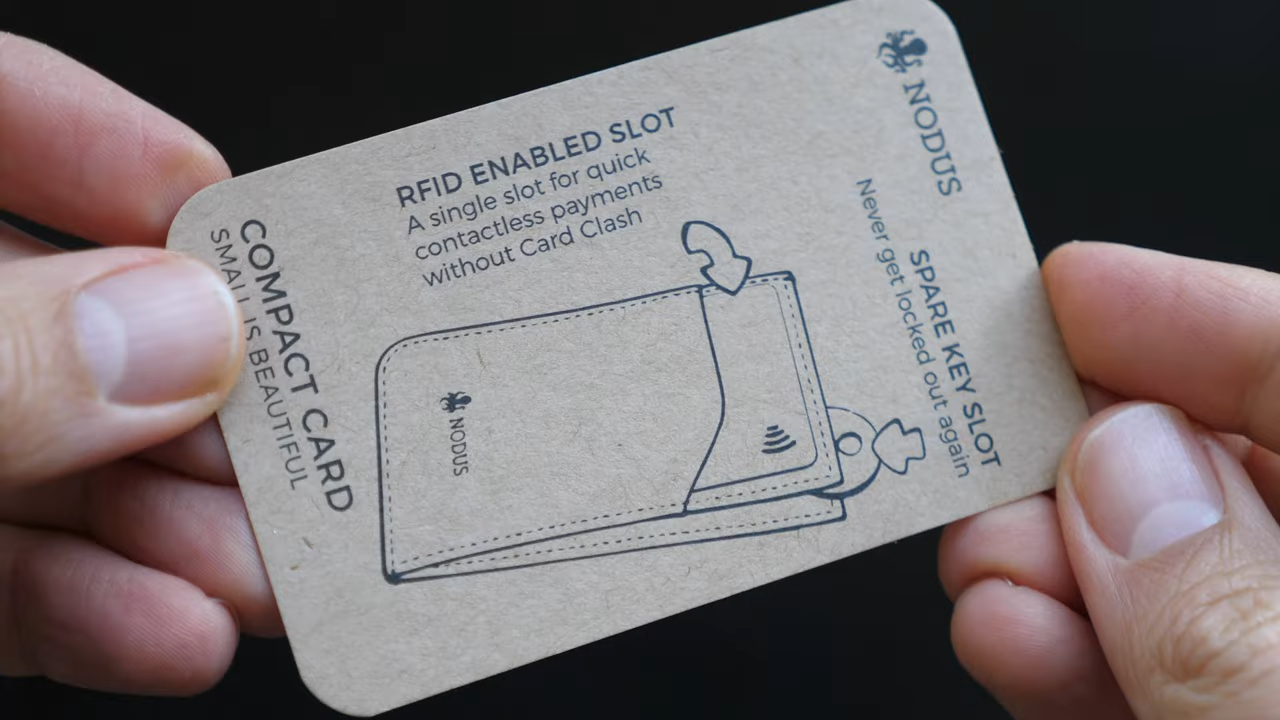 NODUS
RFID ENABLED SLOT
A single slot for quick
contactless payments
without Card Clash
COMPACT CARD
SMALL IS BEAUTIFUL
SPARE KEY SLOT
Never get locked out again
NODUS